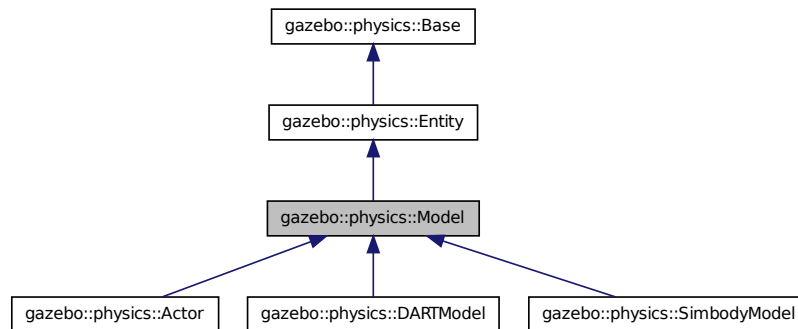 gazebo::physics::Base
gazebo::physics::Entity
gazebo::physics::Model
gazebo::physics::Actor
gazebo::physics::DARTModel
gazebo::physics::SimbodyModel